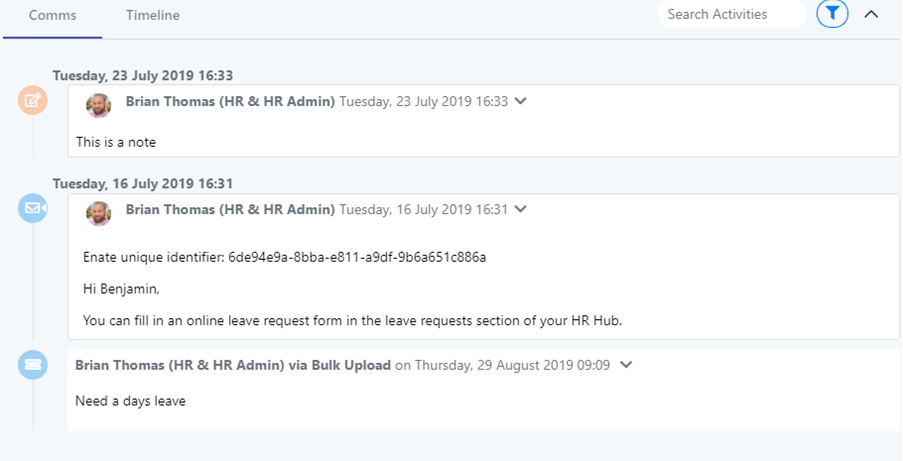 Comms Timeline Search Activities
Tuesday, 23 July 2019 16:33
Brian Thomas (HR & HR Admin) Tuesday, 23 July 2019 16:33
This is a note
Tuesday, 16 July 2019 16:31
Brian Thomas (HR & HR Admin) Tuesday, 16 July 2019 16:31
Enate unique identifier: 6de94e9a-8bba-e811-a9df-9b6a651c886a
Hi Benjamin,
You can fill in an online leave request form in the leave requests section of your HR Hub.
Brian Thomas (HR & HR Admin) via Bulk Upload on Thursday, 29 August 2019 09:09
Need a days leave